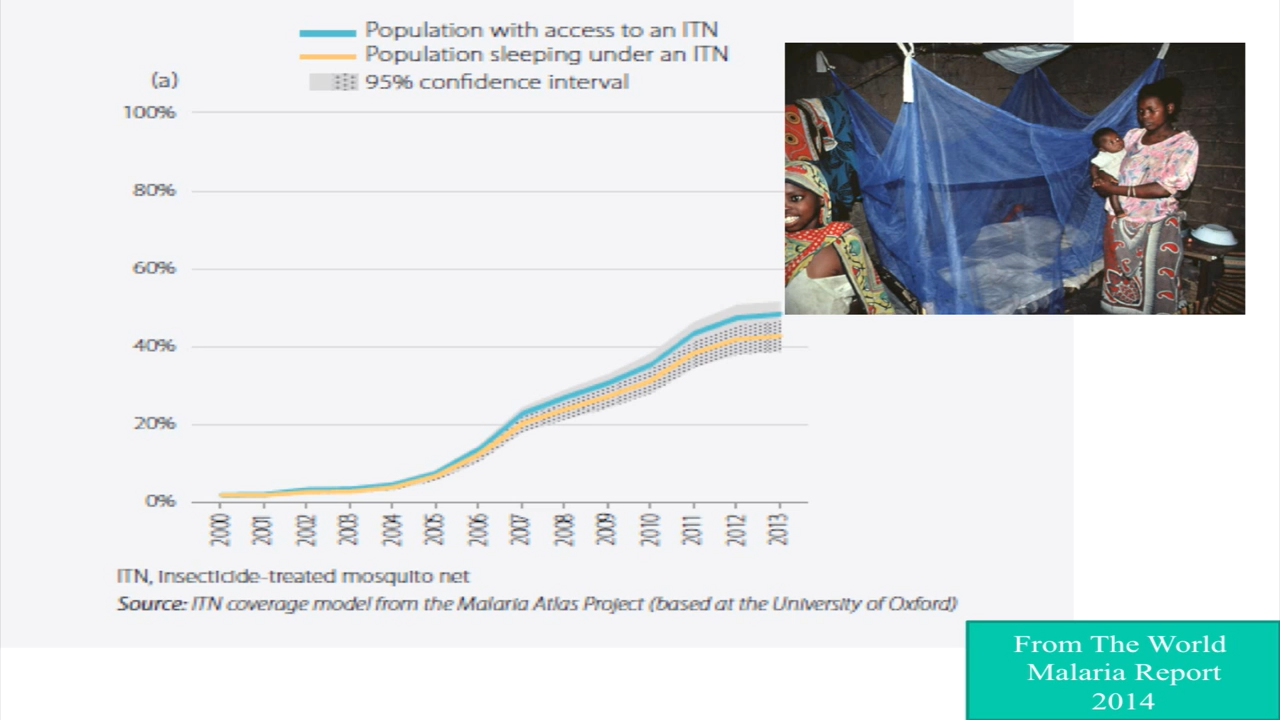 Population with access to an ITN
Population sleeping under an ITN
(a)
95% confidence interval
100%
80%
60%
40%
20%
0%
2000
2001
2002
2003
2004
2005
2006
2007
2008
2009
2010
2011
2012
2013
ITN, insecticide-treated mosquito net
Source: ITN coverage model from the Malaria Atlas Project (based at the University of Oxford)
From The World
Malaria Report
2014